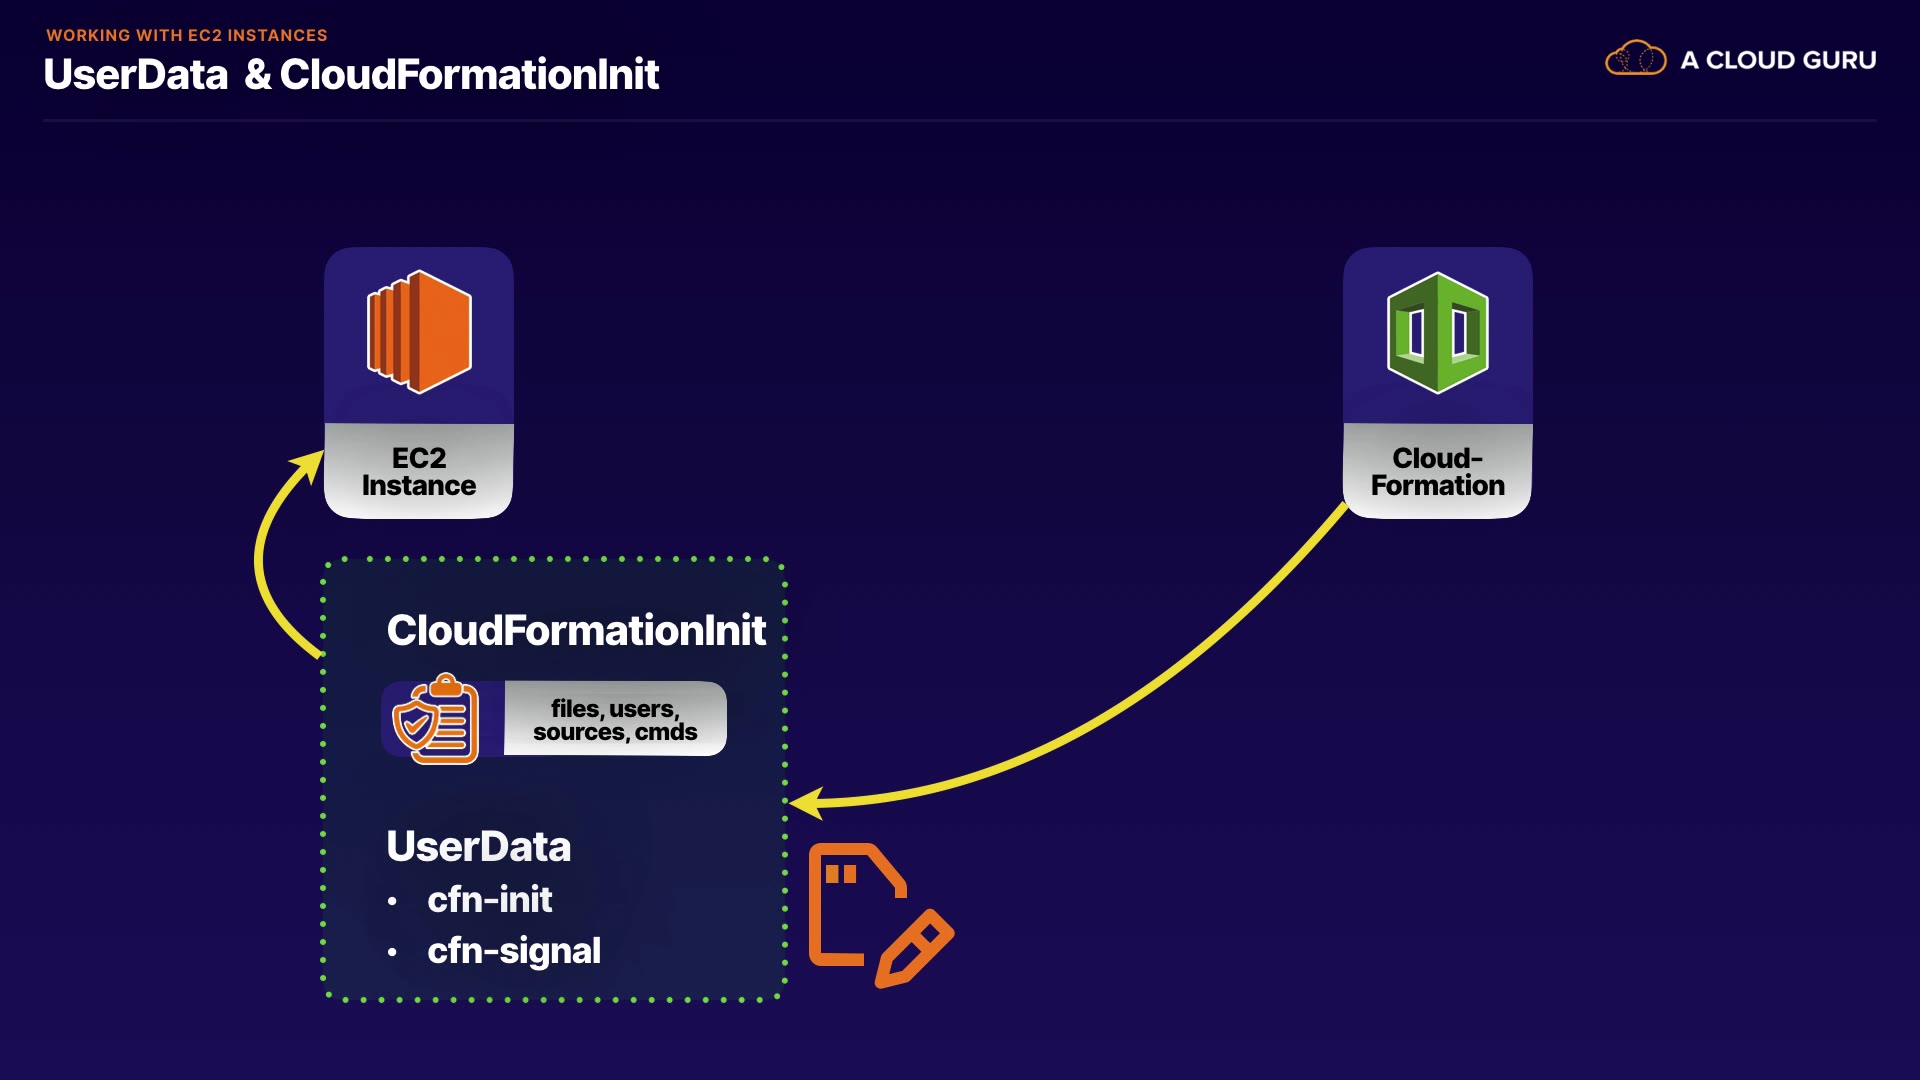 WORKING WITH EC2 INSTANCES
UserData & CloudFormationInit
A CLOUD GURU
EC2
Instance
Cloud-
Formation
CloudFormationInit
files, users,
sources, cmds
UserData
• cfn-init
• cfn-signal